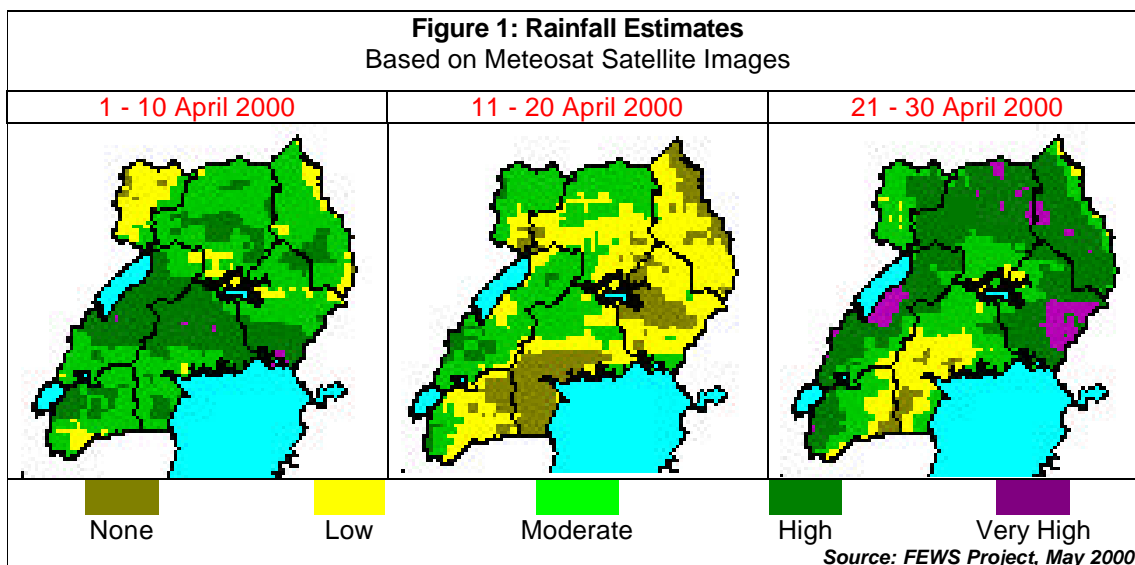 Figure 1: Rainfall Estimates
Based on Meteosat Satellite Images
1 - 10 April 2000
11 - 20 April 2000
21 - 30 April 2000
None
Low
Moderate
High
Very High
Source: FEWS Project, May 2000